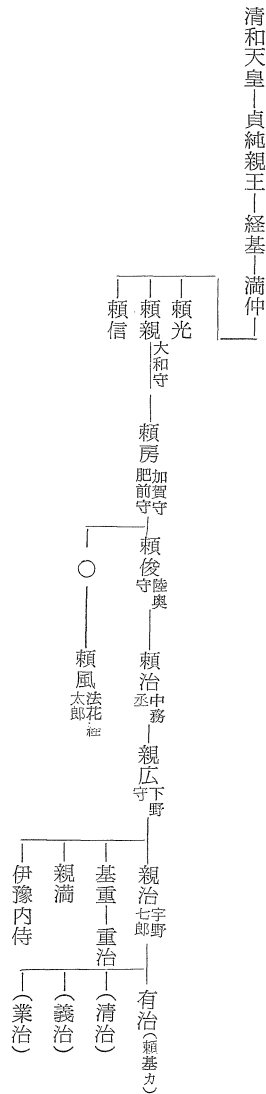 清和天皇―貞純親王―経基―満仲
頼光
頼親 大和守
頼信
頼房 加賀守 肥前守
頼俊 陸奥守
○
頼風 法花経太郎
頼治 中務丞
親広 下野守
親治 宇野七郎
基重―重治
親満
伊豫内侍
有治(頼基カ)
(清治)
(義治)
(業治)